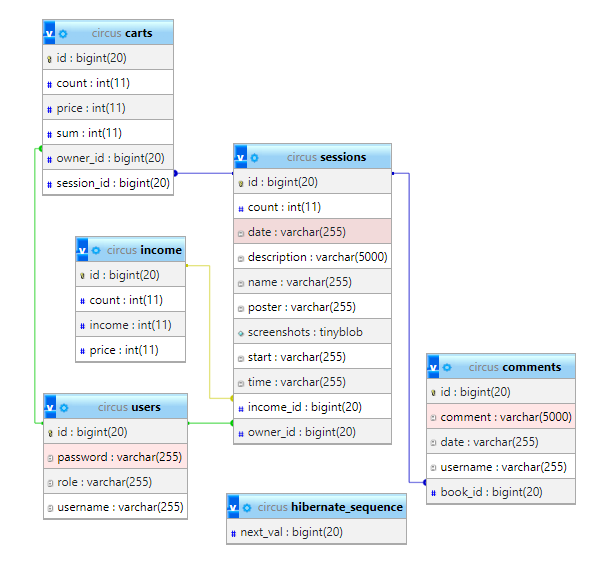 circus carts
id : bigint(20)
count : int(11)
price : int(11)
sum : int(11)
owner_id : bigint(20)
session_id : bigint(20)
circus sessions
id : bigint(20)
count : int(11)
date : varchar(255)
description : varchar(5000)
name : varchar(255)
poster : varchar(255)
screenshots : tinyblob
start : varchar(255)
time : varchar(255)
income_id : bigint(20)
owner_id : bigint(20)
circus income
id : bigint(20)
count : int(11)
income : int(11)
price : int(11)
circus users
id : bigint(20)
password : varchar(255)
role : varchar(255)
username : varchar(255)
circus comments
id : bigint(20)
comment : varchar(5000)
date : varchar(255)
username : varchar(255)
book_id : bigint(20)
circus hibernate_sequence
next_val : bigint(20)